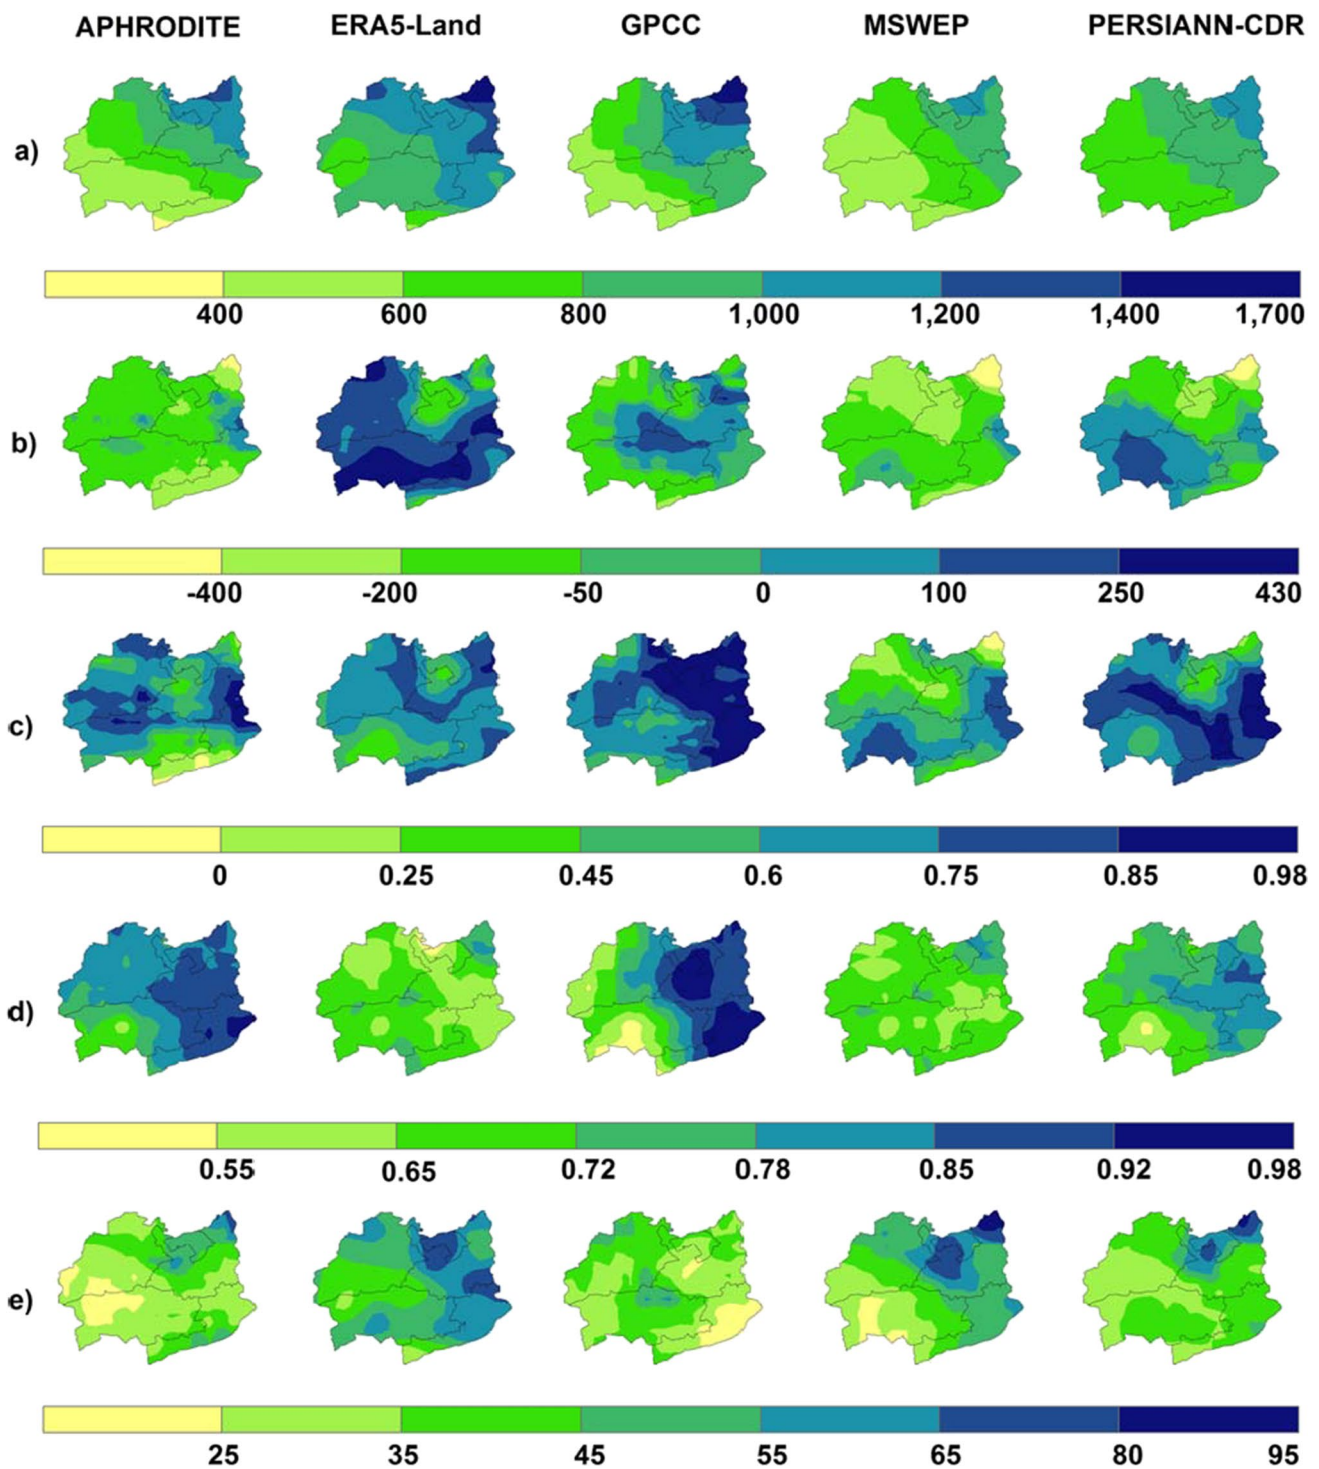 APHRODITE ERA5-Land GPCC MSWEP PERSIANN-CDR
a)
400 600 800 1,000 1,200 1,400 1,700
b)
-400 -200 -50 0 100 250 430
c)
0 0.25 0.45 0.6 0.75 0.85 0.98
d)
0.55 0.65 0.72 0.78 0.85 0.92 0.98
e)
25 35 45 55 65 80 95